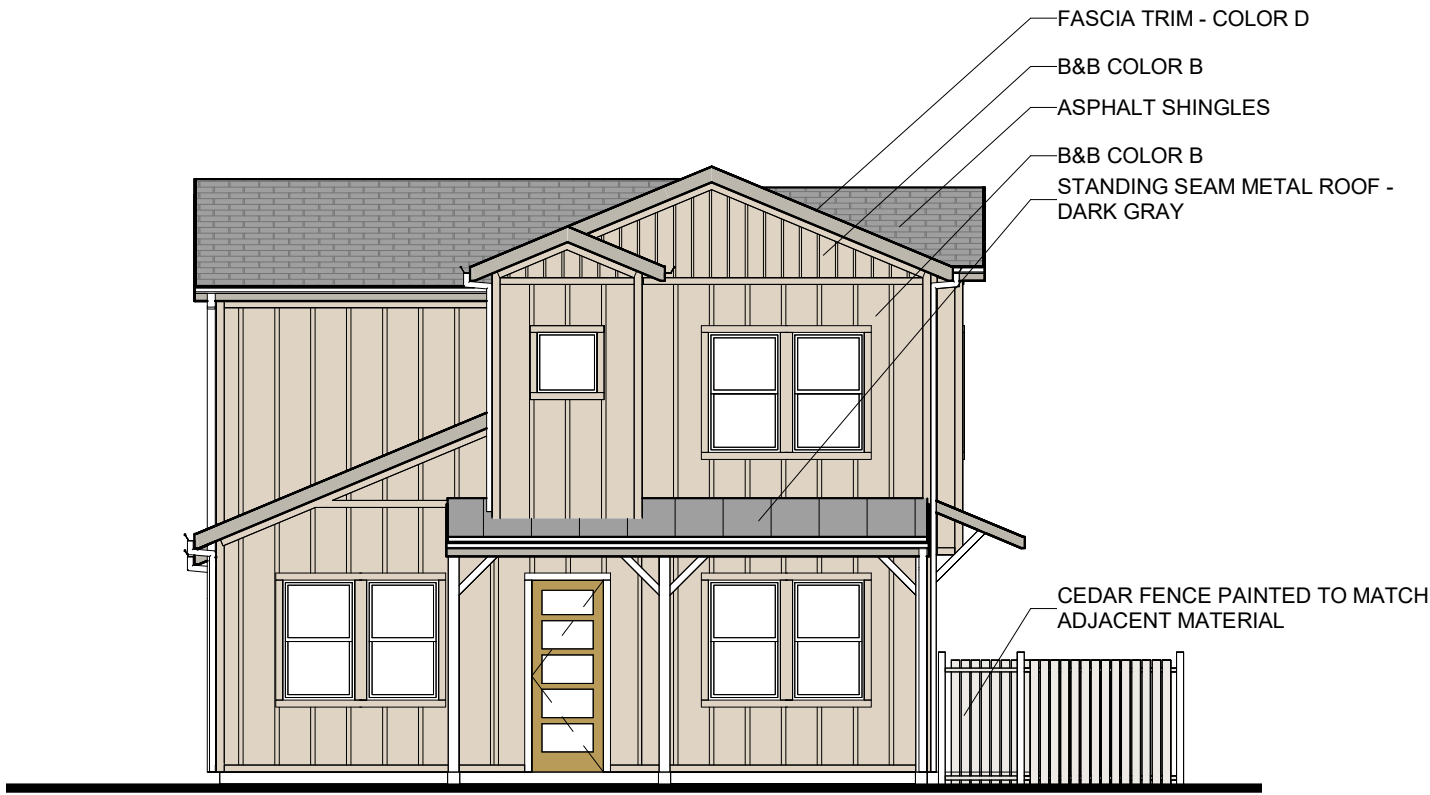 FASCIA TRIM - COLOR D
B&B COLOR B
ASPHALT SHINGLES
B&B COLOR B
STANDING SEAM METAL ROOF -
DARK GRAY
CEDAR FENCE PAINTED TO MATCH
ADJACENT MATERIAL